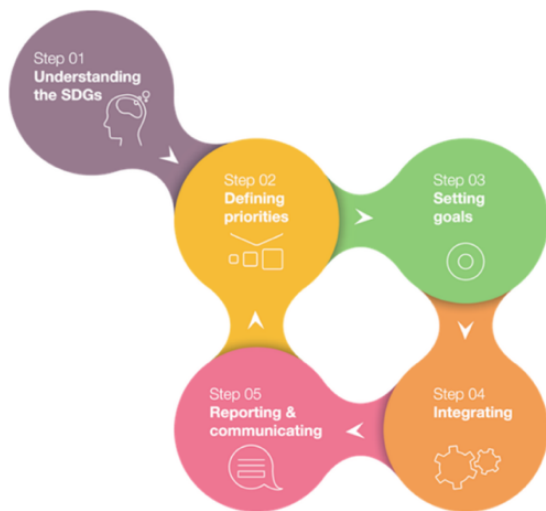 Step 01
Understanding
the SDGs
Step 02
Defining
priorities
Step 03
Setting
goals
Step 04
Integrating
Step 05
Reporting &
communicating